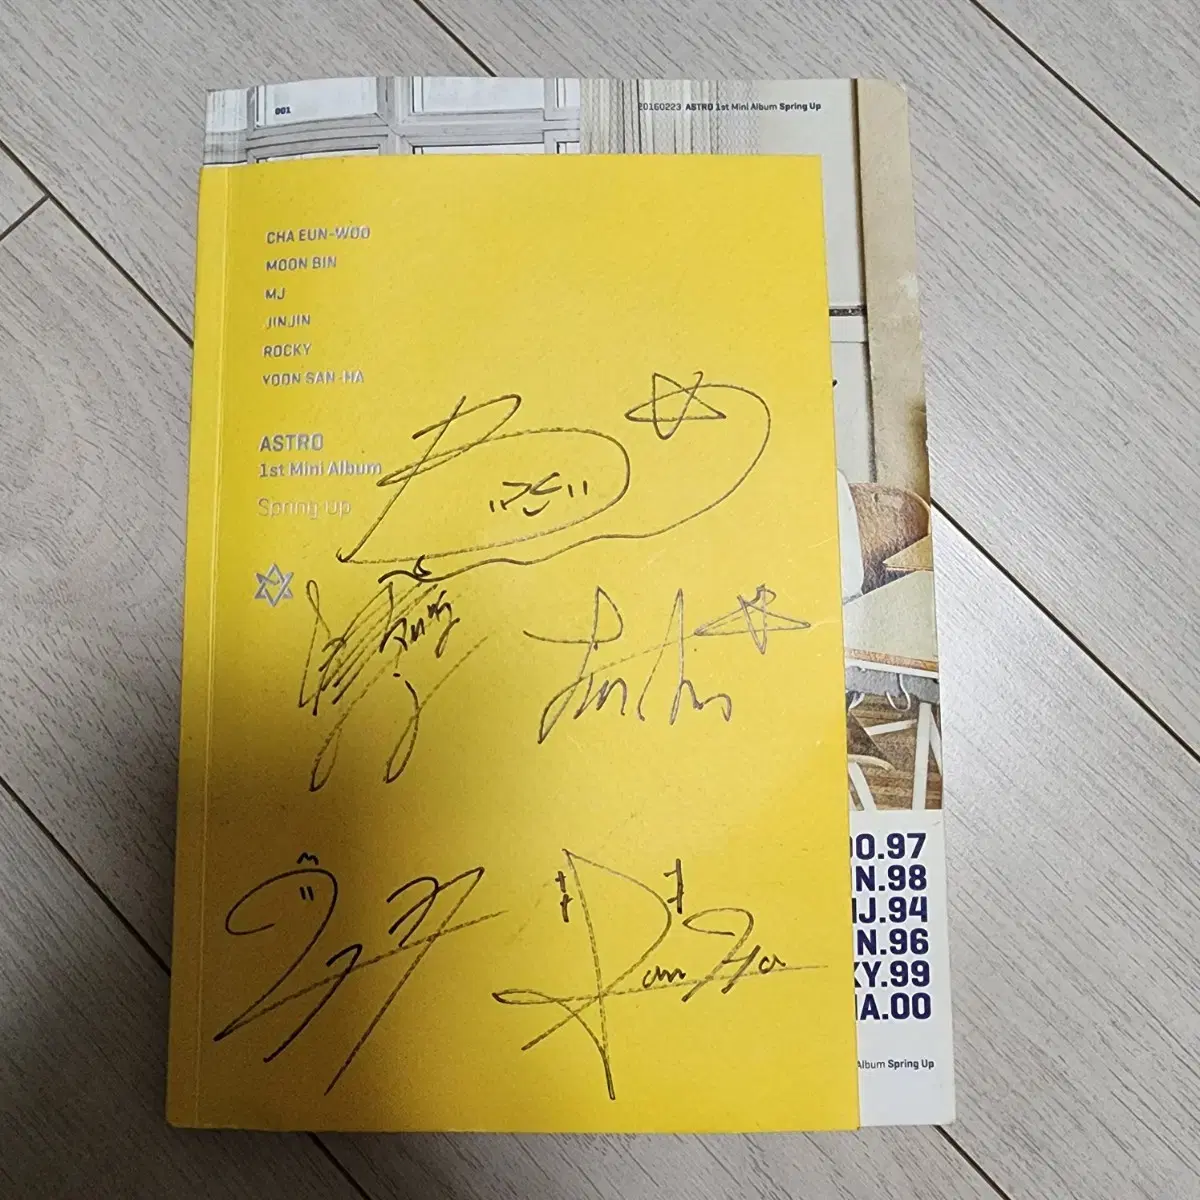 001
20160223 ASTRO 1st Mini Album Spring Up
CHA EUN-WOO
MOON BIN
MJ
JINJIN
ROCKY
YOON SAN-HA
ASTRO
1st Mini Album
Spring Up
JinJin
SanHa
OO.97
N.98
MJ.94
N.96
KY.99
HA.00
Album Spring Up